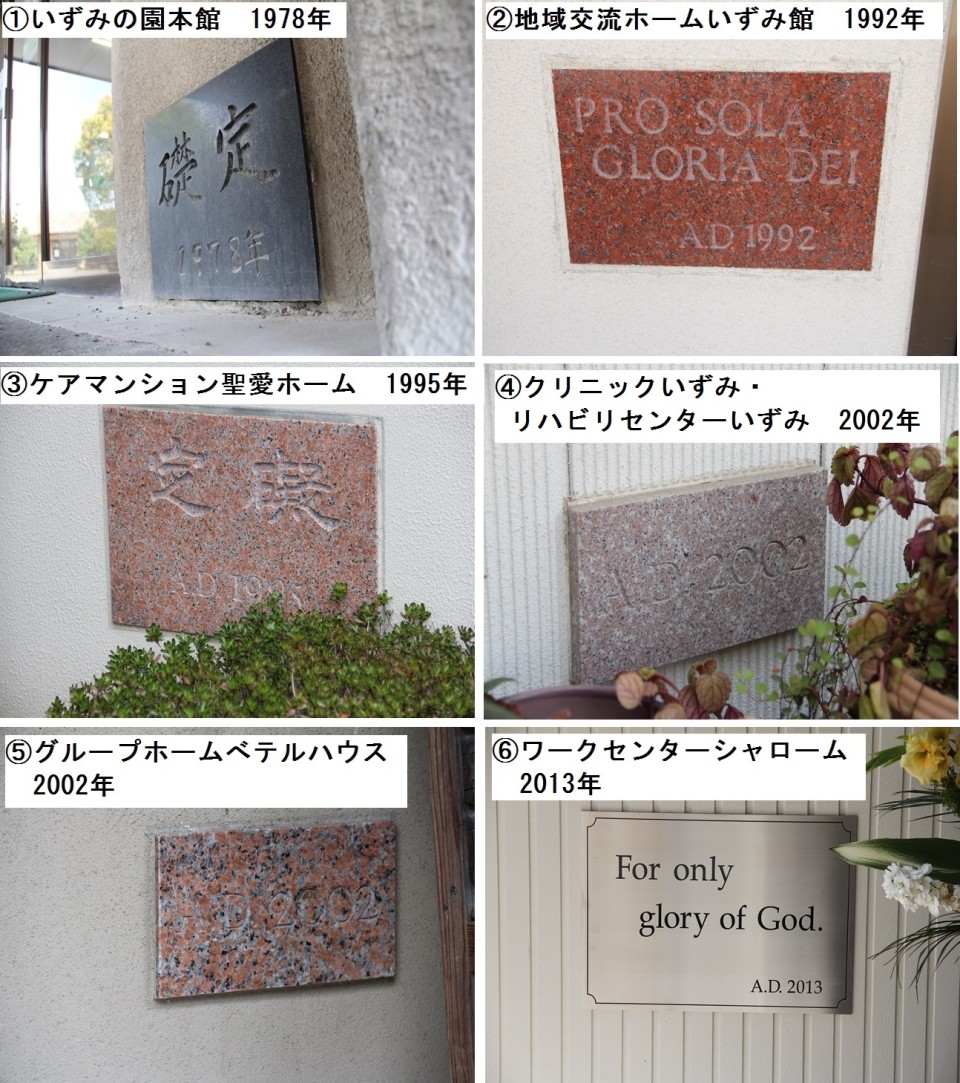 ①いずみの園本館　1978年
定礎
1978年
②地域交流ホームいずみ館　1992年
PRO SOLA
GLORIA DEI
AD 1992
③ケアマンション聖愛ホーム　1995年
定礎
A.D 1995
④クリニックいずみ・
リハビリセンターいずみ　2002年
A.D 2002
⑤グループホームベテルハウス
2002年
A.D 2002
⑥ワークセンターシャローム
2013年
For only
glory of God.
A.D. 2013